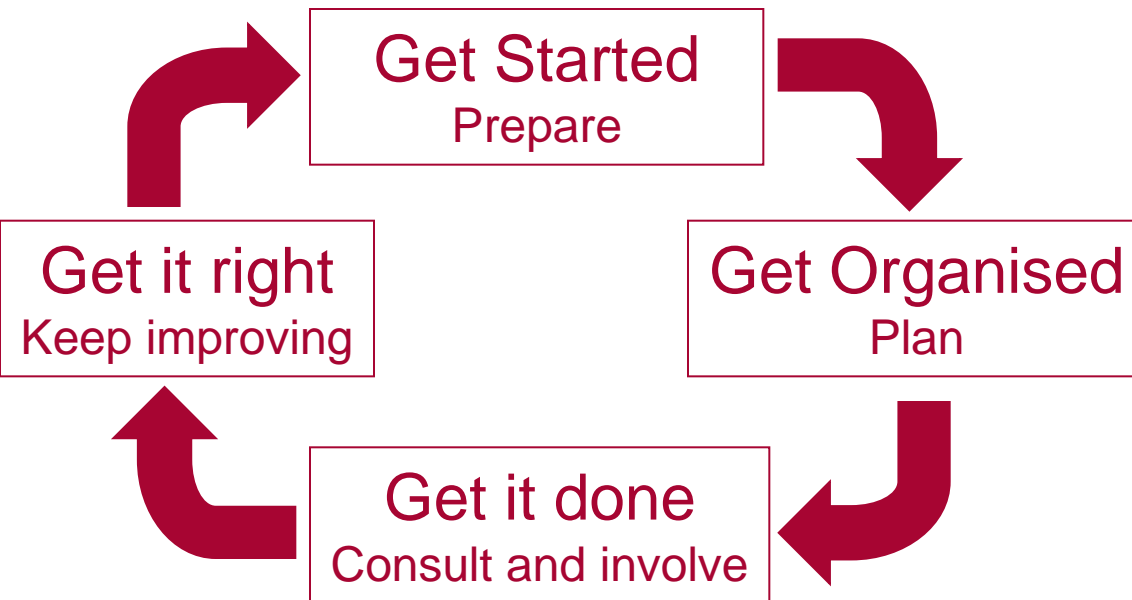 Get Started
Prepare
Get Organised
Plan
Get it done
Consult and involve
Get it right
Keep improving